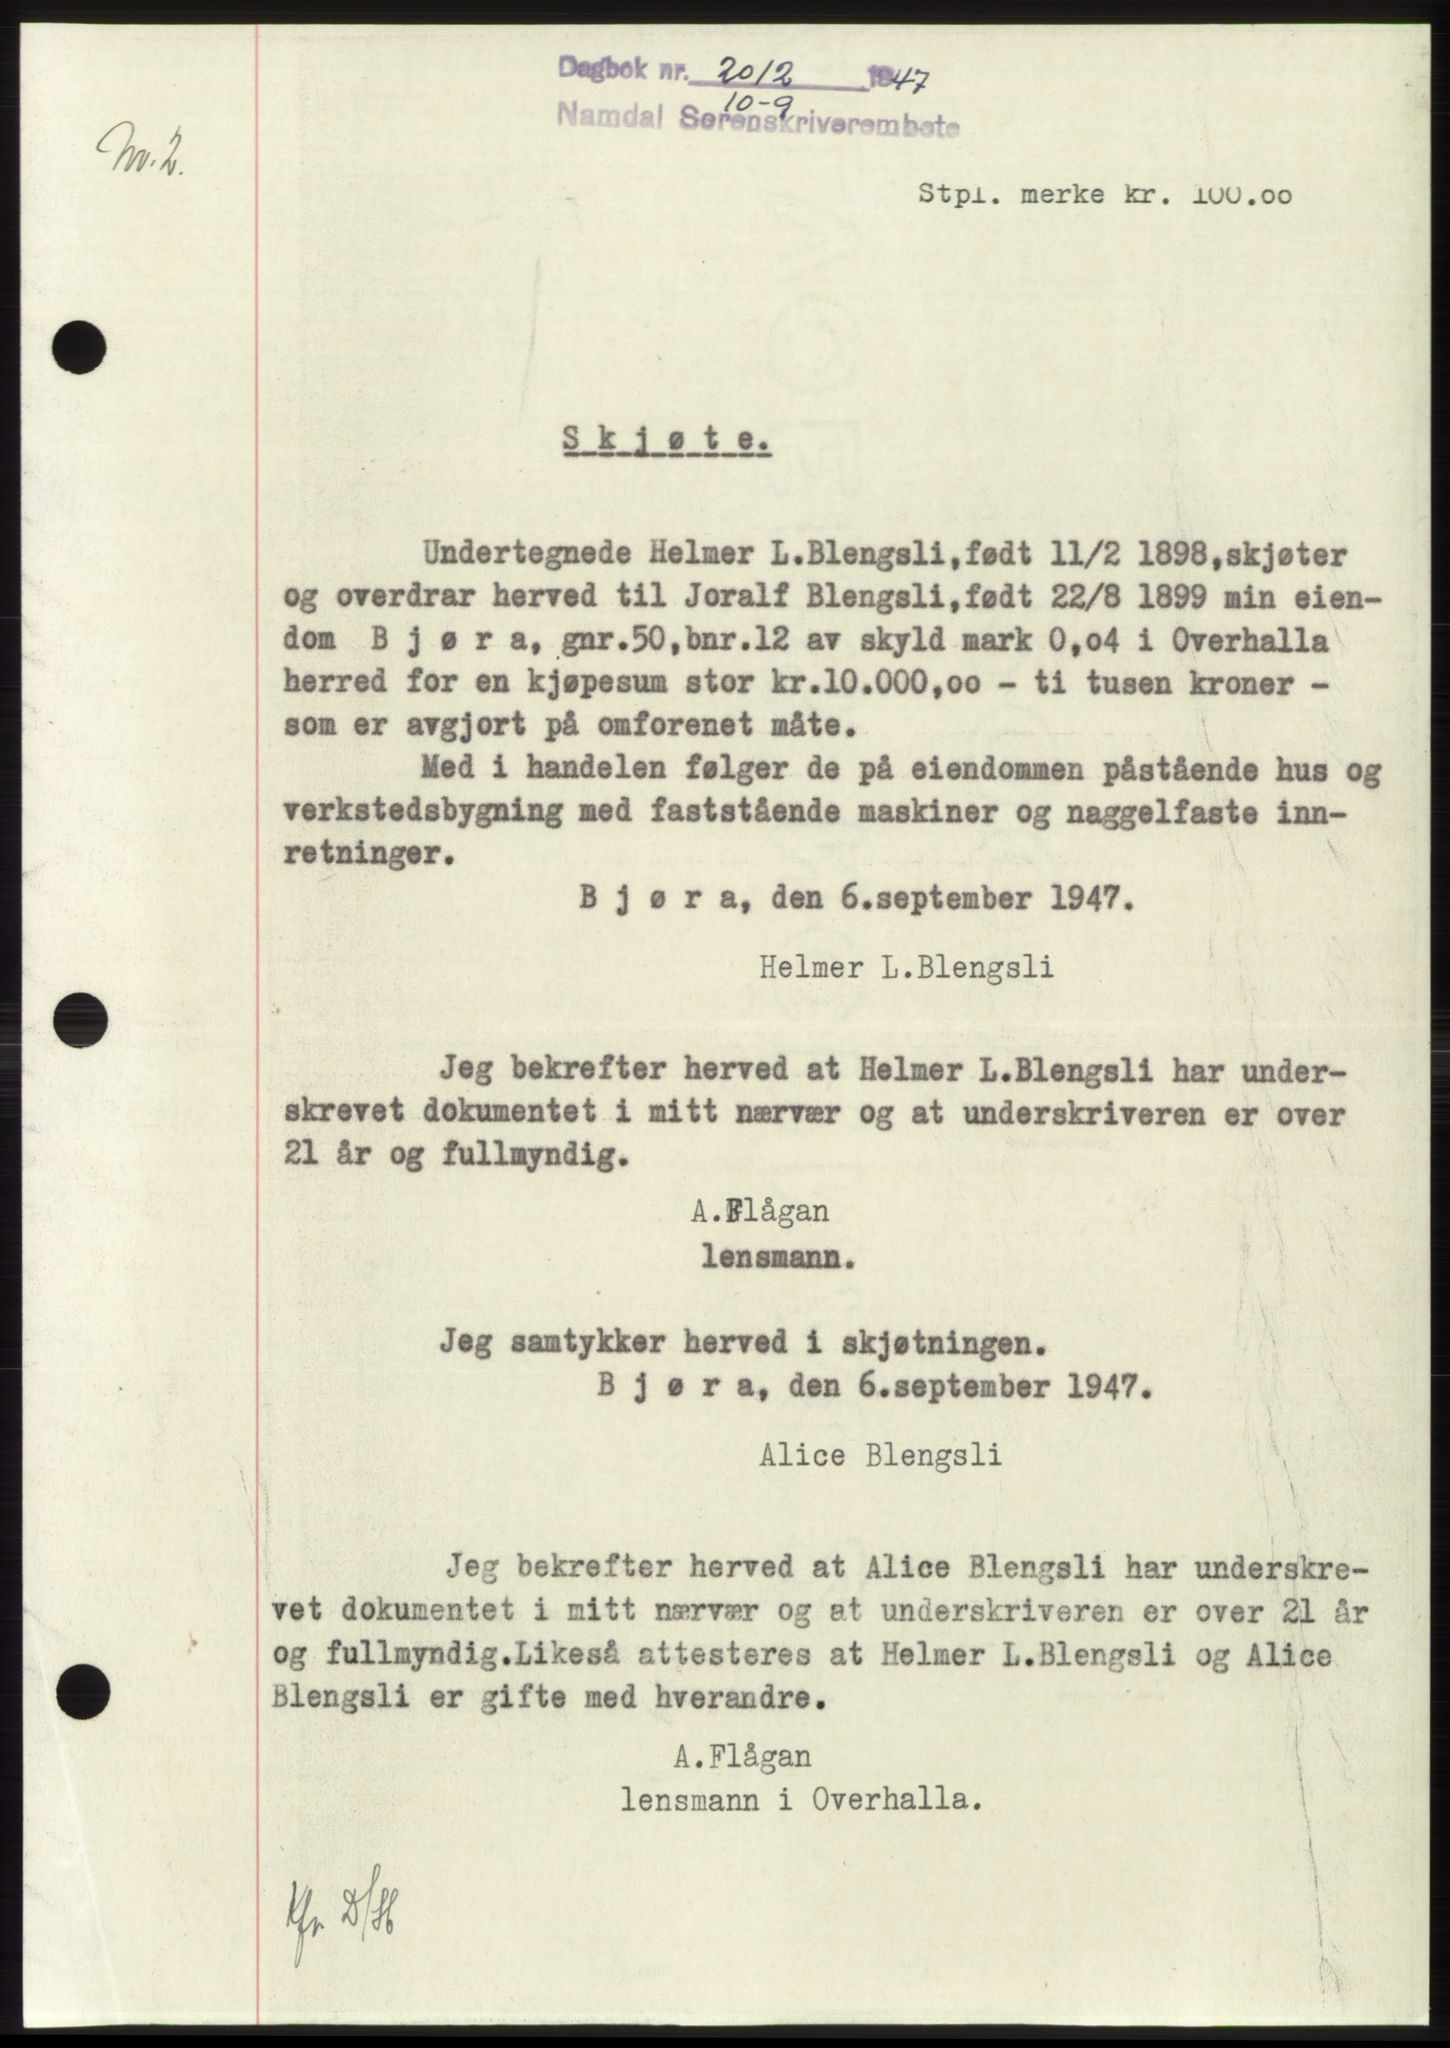 Dagbok nr. 2012 1947
10-9
Namdal Sorenskriverembete
No. 2.
Stpl. merke kr. 100.oo
S k j ø t e.
Undertegnede Helmer L.Blengsli,født 11/2 1898,skjøter
og overdrar herved til Joralf Blengsli,født 22/8 1899 min eien-
dom B j ø r a, gnr.50,bnr.12 av skyld mark 0,o4 i Overhalla
herred for en kjøpesum stor kr.10.000,oo - ti tusen kroner -
som er avgjort på omforenet måte.
Med i handelen følger de på eiendommen påstående hus og
verkstedsbygning med faststående maskiner og naggelfaste inn-
retninger.
B j ø r a, den 6.september 1947.
Helmer L.Blengsli
Jeg bekrefter herved at Helmer L.Blengsli har under-
skrevet dokumentet i mitt nærvær og at underskriveren er over
21 år og fullmyndig.
A.Flågan
lensmann.
Jeg samtykker herved i skjøtningen.
B j ø r a, den 6.september 1947.
Alice Blengsli
Jeg bekrefter herved at Alice Blengsli har underskre-
vet dokumentet i mitt nærvær og at underskriveren er over 21 år
og fullmyndig.Likeså attesteres at Helmer L.Blengsli og Alice
Blengsli er gifte med hverandre.
A.Flågan
lensmann i Overhalla.